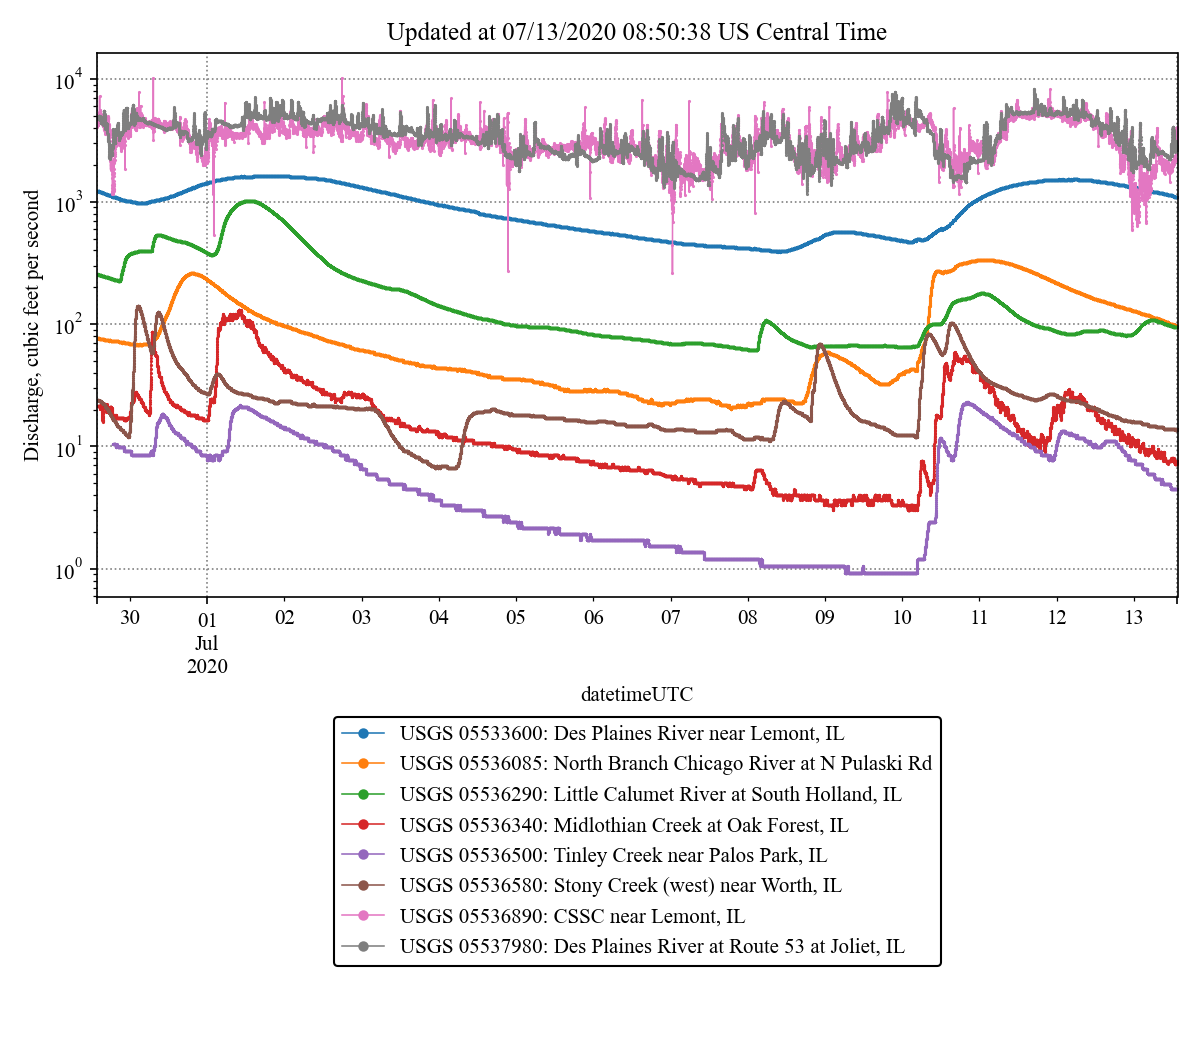 Updated at 07/13/2020 08:50:38 US Central Time
Discharge, cubic feet per second
10^4
10^3
10^2
10^1
10^0
30 01 02 03 04 05 06 07 08 09 10 11 12 13
Jul
2020
datetimeUTC
USGS 05533600: Des Plaines River near Lemont, IL
USGS 05536085: North Branch Chicago River at N Pulaski Rd
USGS 05536290: Little Calumet River at South Holland, IL
USGS 05536340: Midlothian Creek at Oak Forest, IL
USGS 05536500: Tinley Creek near Palos Park, IL
USGS 05536580: Stony Creek (west) near Worth, IL
USGS 05536890: CSSC near Lemont, IL
USGS 05537980: Des Plaines River at Route 53 at Joliet, IL